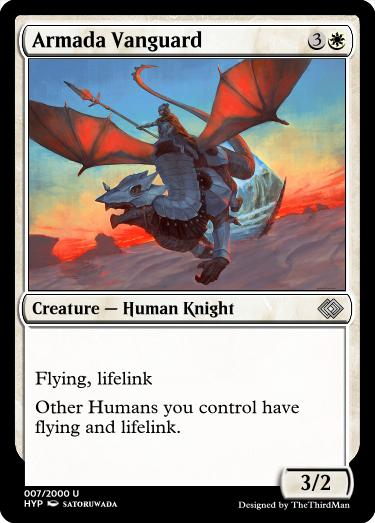 Armada Vanguard 3
Creature — Human Knight
Flying, lifelink
Other Humans you control have
flying and lifelink.
3/2
007/2000 U
HYP SATORUWADA
Designed by TheThirdMan